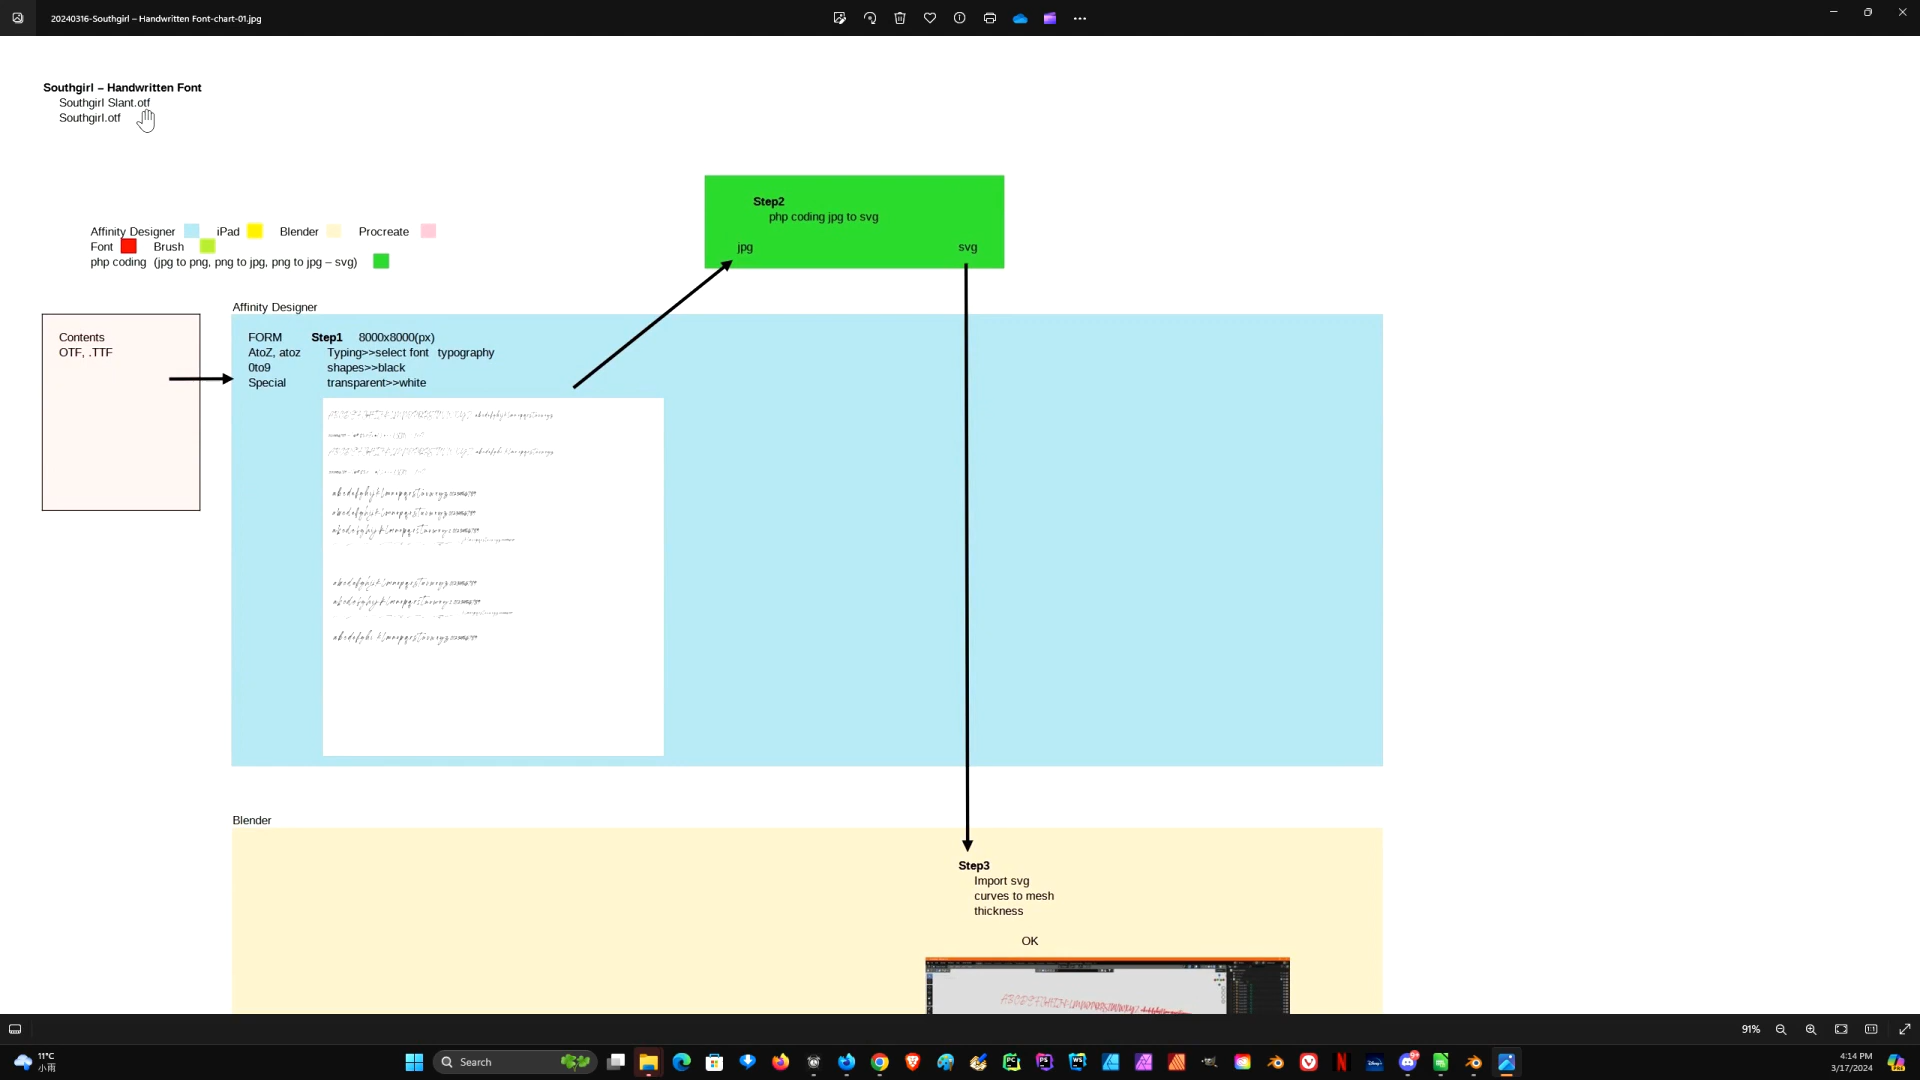 20240316-Southgirl – Handwritten Font-chart-01.jpg
Southgirl – Handwritten Font
Southgirl Slant.otf
Southgirl.otf
Step2
php coding jpg to svg
jpg svg
Affinity Designer iPad Blender Procreate
Font Brush
php coding (jpg to png, png to jpg, png to jpg – svg)
Affinity Designer
Contents
OTF, .TTF
FORM Step1 8000x8000(px)
AtoZ, atoz Typing>>select font typography
0to9 shapes>>black
Special transparent>>white
Blender
Step3
Import svg
curves to mesh
thickness
OK
91%
11°C
小雨
Search
4:14 PM
3/17/2024